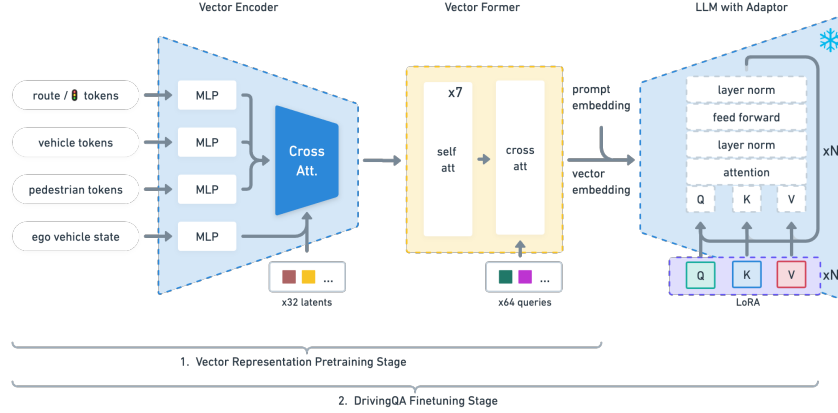 Vector Encoder
Vector Former
LLM with Adaptor
route / tokens
MLP
vehicle tokens
MLP
pedestrian tokens
MLP
ego vehicle state
MLP
Cross
Att.
...
x32 latents
x7
self
att
cross
att
...
x64 queries
prompt
embedding
vector
embedding
layer norm
feed forward
layer norm
attention
Q K V
xN
Q K V
xN
LoRA
1. Vector Representation Pretraining Stage
2. DrivingQA Finetuning Stage